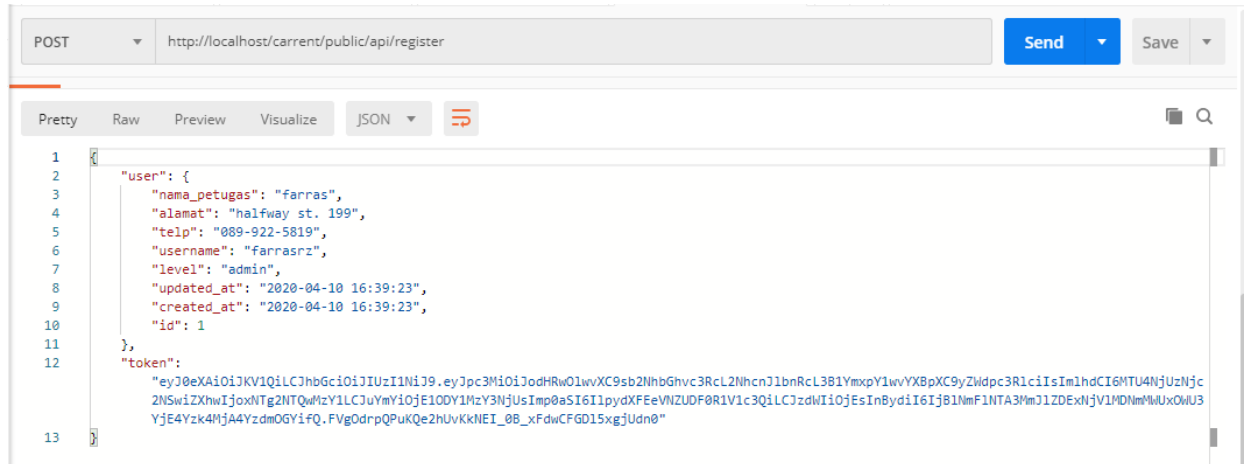 POST http://localhost/carrent/public/api/register Send Save
Pretty Raw Preview Visualize JSON
1 {
2 "user": {
3 "nama_petugas": "farras",
4 "alamat": "halfway st. 199",
5 "telp": "089-922-5819",
6 "username": "farrasrz",
7 "level": "admin",
8 "updated_at": "2020-04-10 16:39:23",
9 "created_at": "2020-04-10 16:39:23",
10 "id": 1
11 },
12 "token":
"eyJ0eXAiOiJKV1QiLCJhbGciOiJIUzI1NiJ9.eyJpc3MiOiJodHRwOlwvXC9sb2NhbGhvc3RcL2NhcnJlbnRcL3B1YmxpY1wvYXBpXC9yZWdpc3RlciIsImlhdCI6MTU4NjUzNjc
2NSwiZXhwIjoxNTg2NTQwMzY1LCJuYmYiOjE1ODY1MzY3NjUsImp0aSI6IlpydXFEeVNZUDF0R1V1c3QiLCJzdWIiOjEsInBydiI6IjBlNmFlNTA3MmJlZDExNjVlMDNmMWUxOWU3
YjE4Yzk4MjA4YzdmOGYifQ.FVgOdrpQPuKQe2hUvKkNEI_0B_xFdwCFGDl5xgjUdn0"
13 }